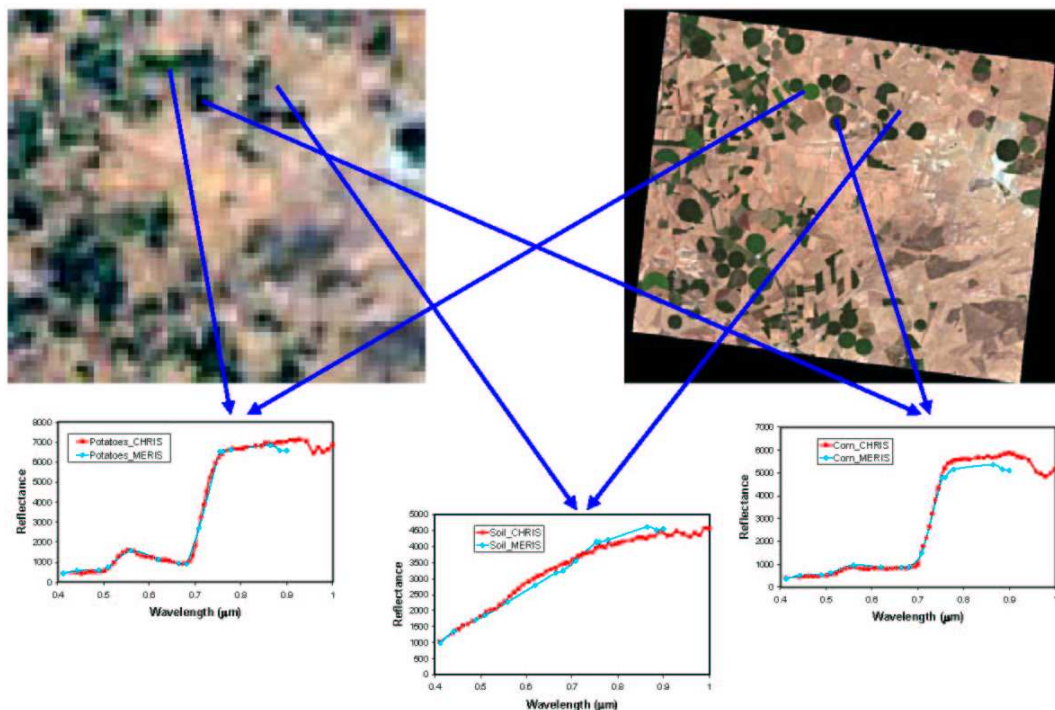 8000
7000
6000
5000
4000
3000
2000
1000
0
Reflectance
Potatoes_CHRIS
Potatoes_MERIS
0.4 0.5 0.6 0.7 0.8 0.9 1
Wavelength (μm)
5000
4500
4000
3500
3000
2500
2000
1500
1000
500
0
Reflectance
Soil_CHRIS
Soil_MERIS
0.4 0.5 0.6 0.7 0.8 0.9 1
Wavelength (μm)
7000
6000
5000
4000
3000
2000
1000
0
Reflectance
Corn_CHRIS
Corn_MERIS
0.4 0.5 0.6 0.7 0.8 0.9 1
Wavelength (μm)